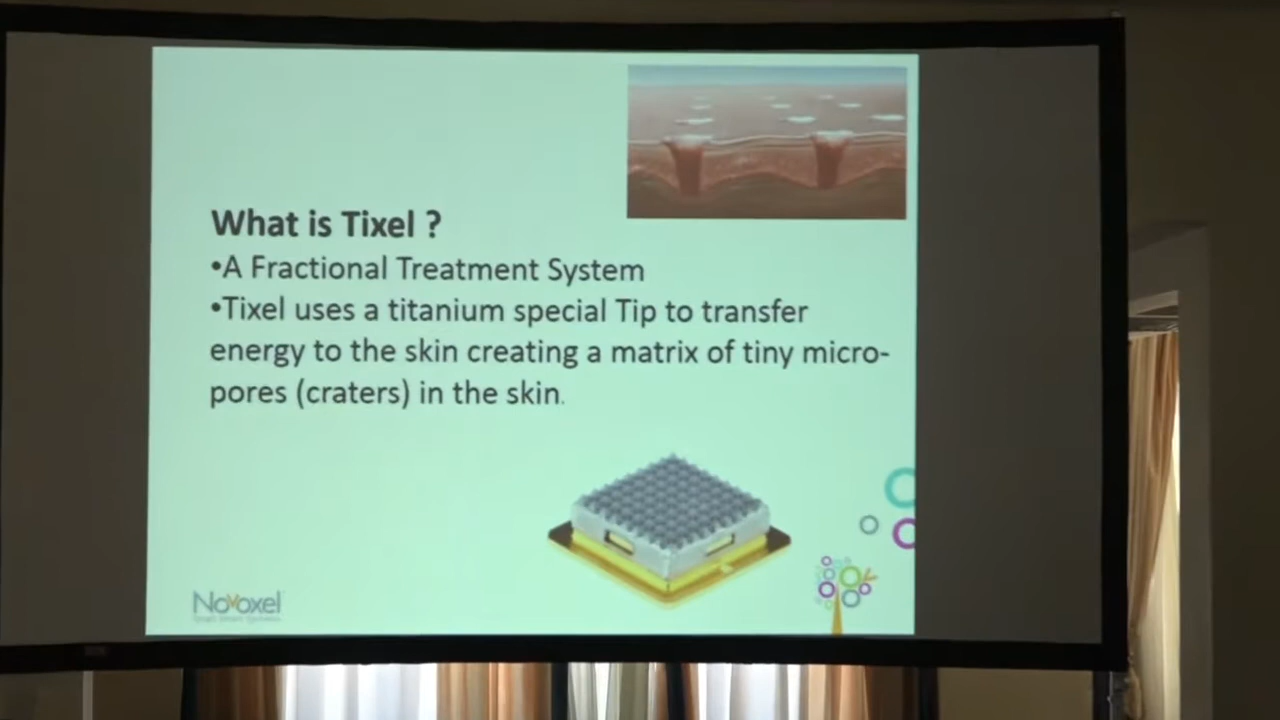 What is Tixel ?
•A Fractional Treatment System
•Tixel uses a titanium special Tip to transfer
energy to the skin creating a matrix of tiny micro-
pores (craters) in the skin.
Novoxel